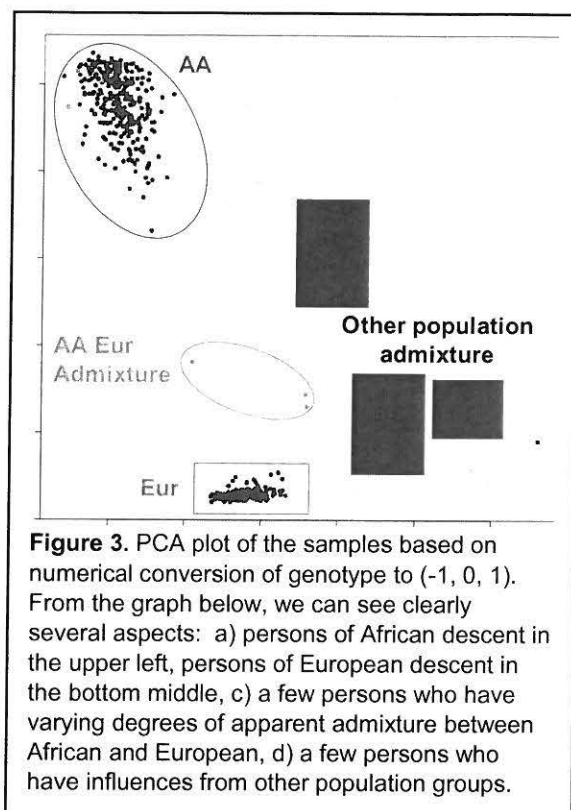 AA
Other population
admixture
AA Eur
Admixture
Eur
Figure 3. PCA plot of the samples based on
numerical conversion of genotype to (-1, 0, 1).
From the graph below, we can see clearly
several aspects: a) persons of African descent in
the upper left, persons of European descent in
the bottom middle, c) a few persons who have
varying degrees of apparent admixture between
African and European, d) a few persons who
have influences from other population groups.